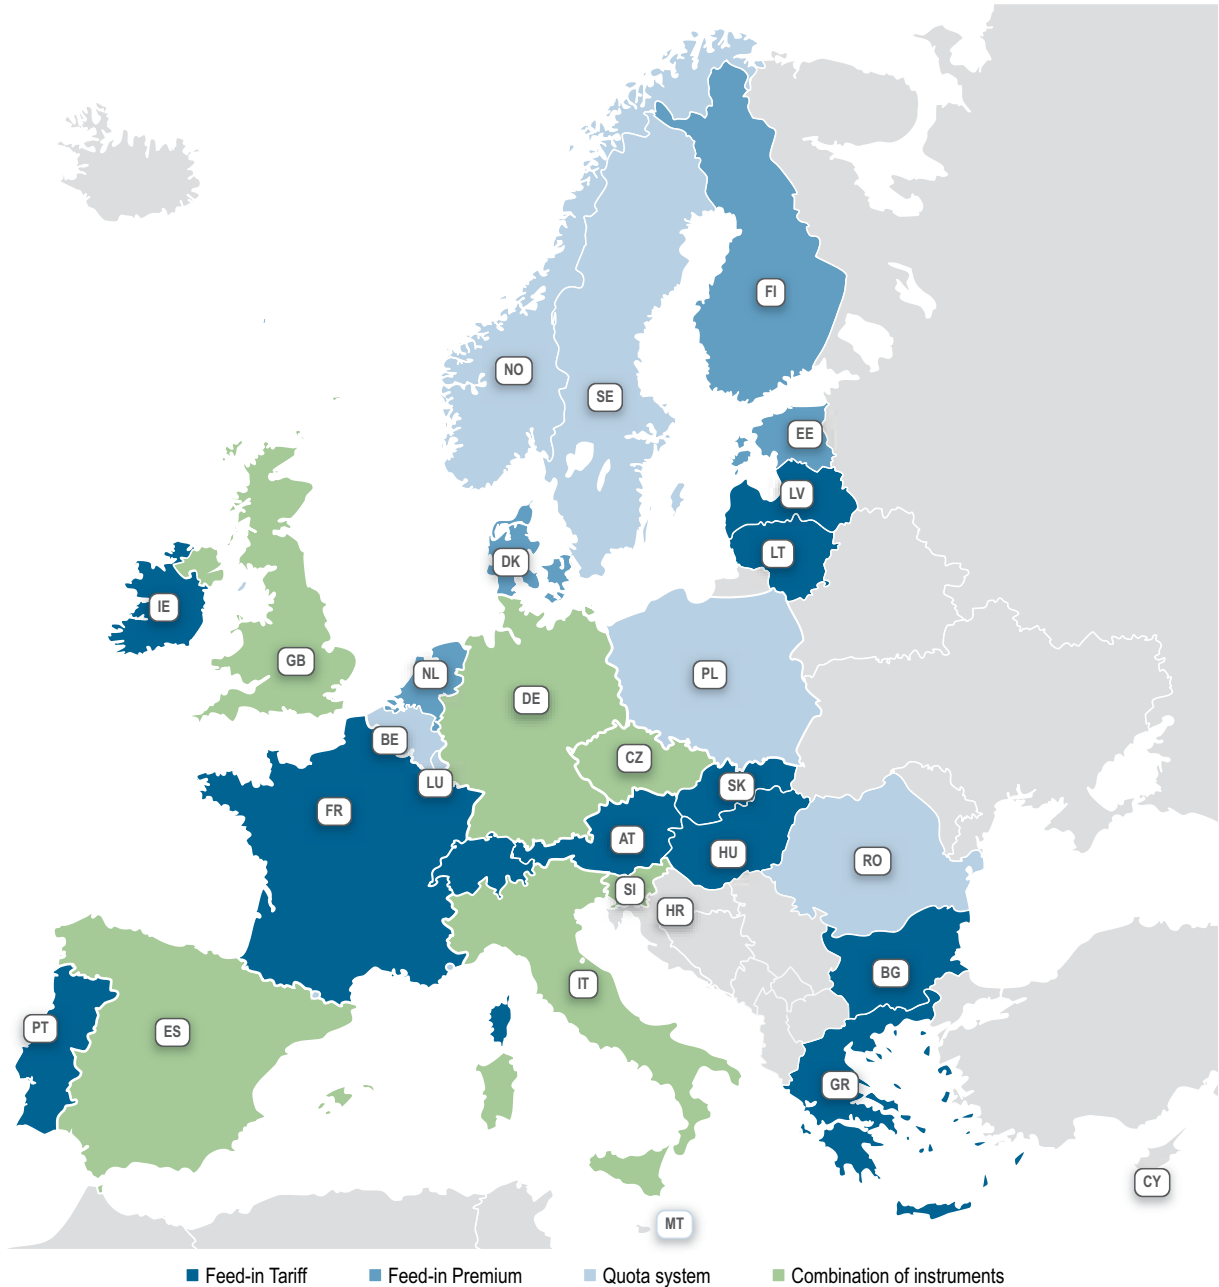 FI
NO
SE
EE
LV
LT
DK
IE
GB
NL
PL
DE
BE
CZ
LU
SK
FR
AT
HU
RO
SI
HR
BG
IT
PT
ES
GR
CY
MT
Feed-in Tariff
Feed-in Premium
Quota system
Combination of instruments